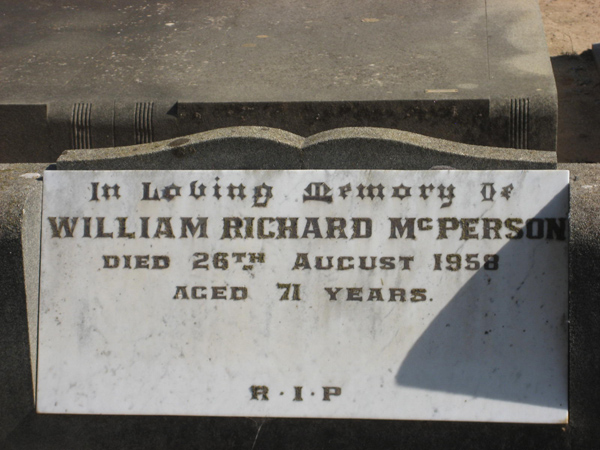 In Loving Memory Of
WILLIAM RICHARD McPERSON
DIED 26TH AUGUST 1958
AGED 71 YEARS.
R·I·P